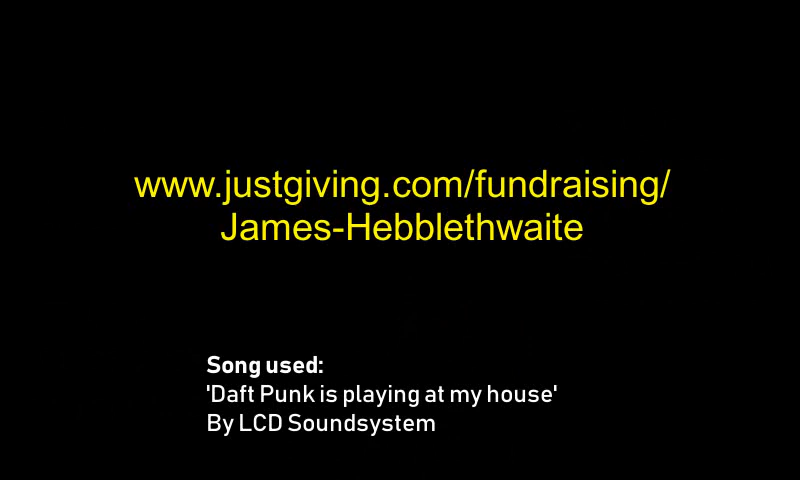 www.justgiving.com/fundraising/
James-Hebblethwaite
Song used:
'Daft Punk is playing at my house'
By LCD Soundsystem